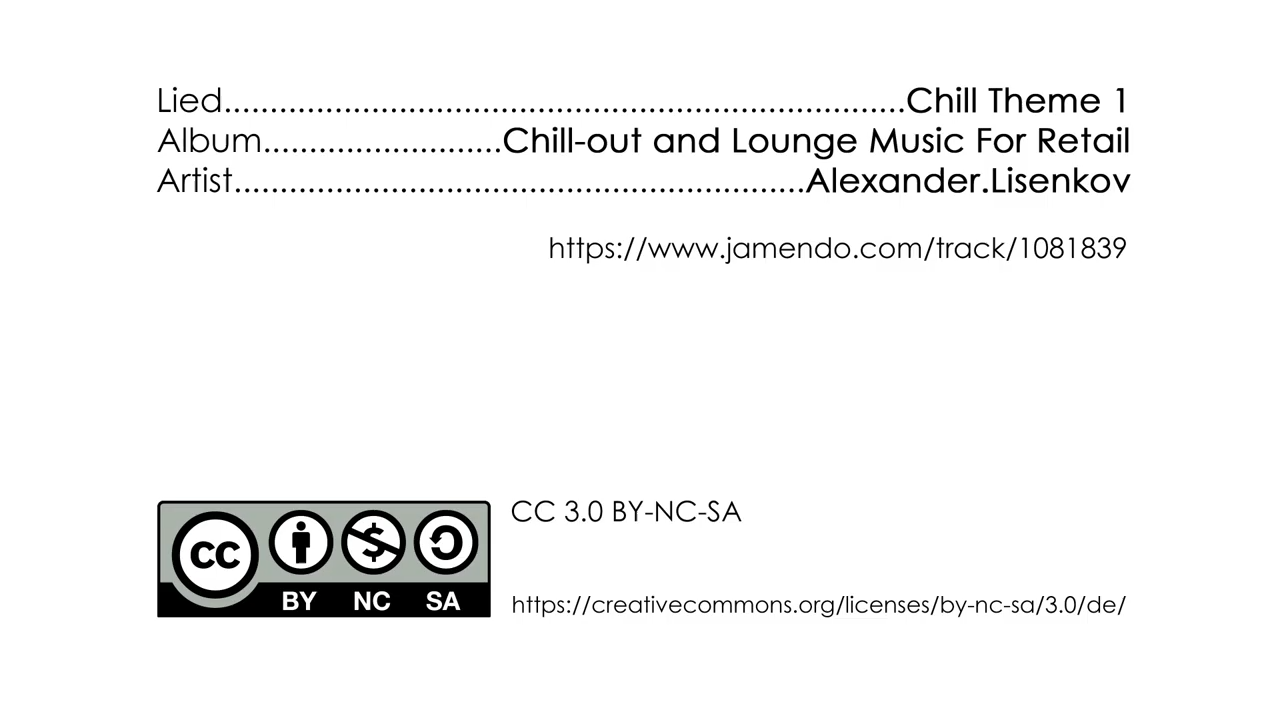 Lied..........................................................................Chill Theme 1
Album..........................Chill-out and Lounge Music For Retail
Artist..............................................................Alexander.Lisenkov
https://www.jamendo.com/track/1081839
CC 3.0 BY-NC-SA
cc
BY NC SA
https://creativecommons.org/licenses/by-nc-sa/3.0/de/